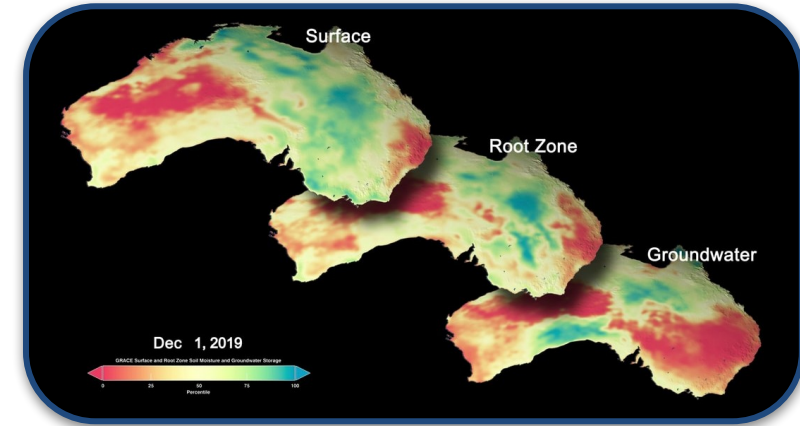 Surface
Root Zone
Groundwater
Dec 1, 2019
GRACE Surface and Root Zone Soil Moisture and Groundwater Storage
0 25 50 75 100
Percentile